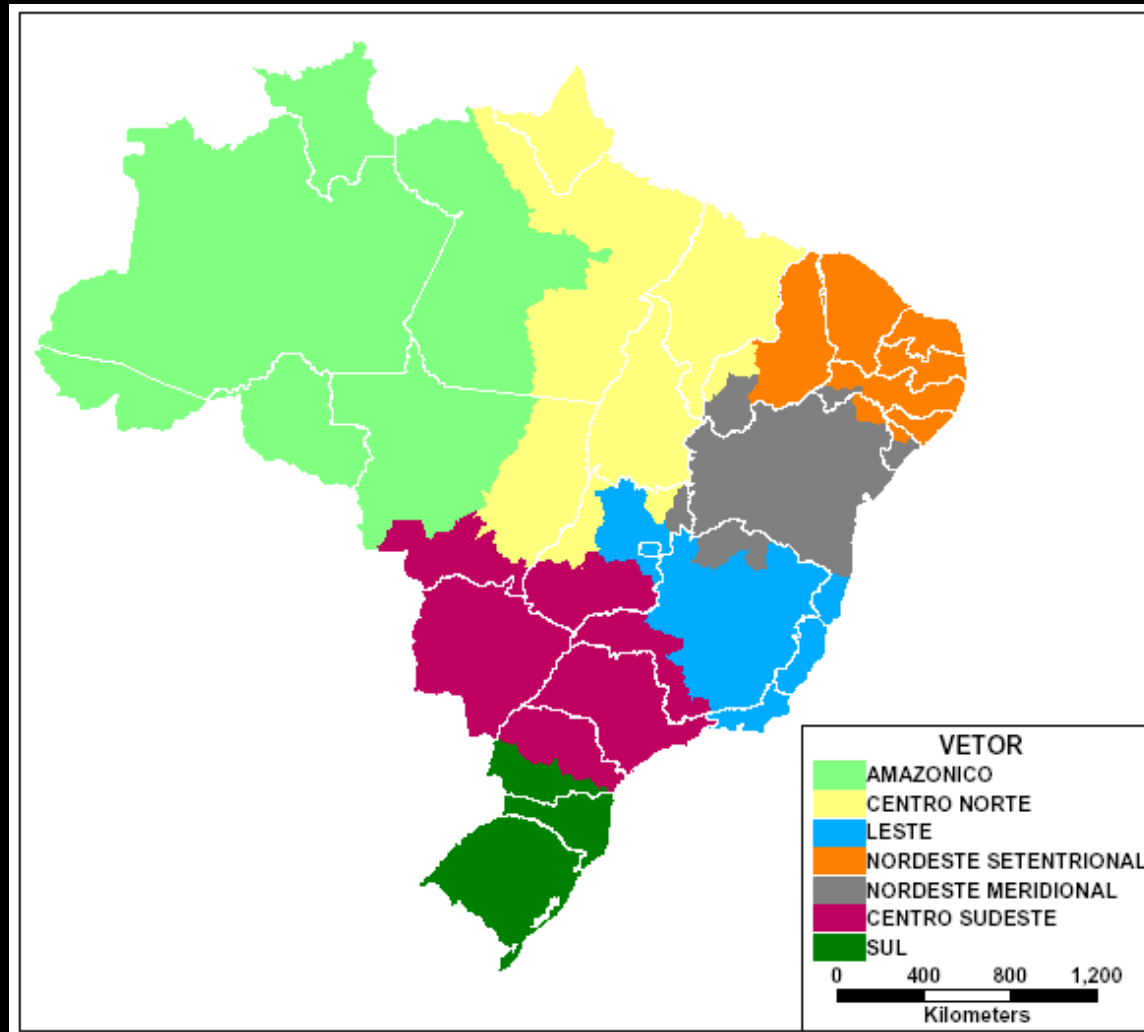 VETOR
AMAZONICO
CENTRO NORTE
LESTE
NORDESTE SETENTRIONAL
NORDESTE MERIDIONAL
CENTRO SUDESTE
SUL
0 400 800 1,200
Kilometers